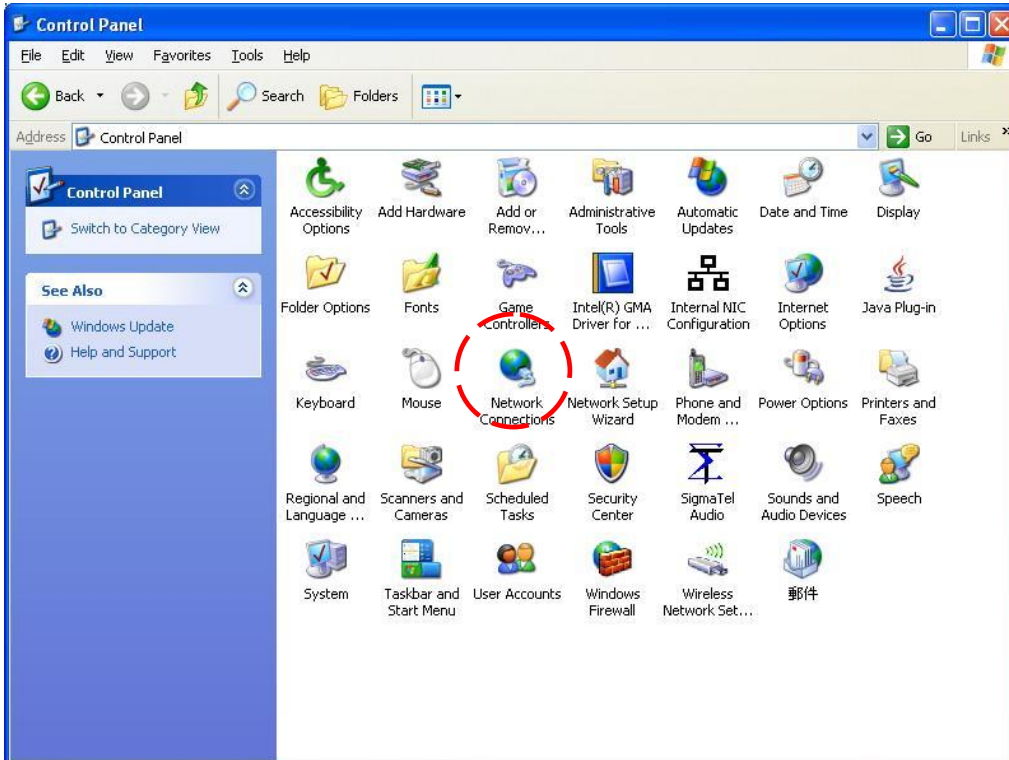 Control Panel
File Edit View Favorites Tools Help
Back Search Folders
Address Control Panel Go Links »
Control Panel
Switch to Category View
See Also
Windows Update
Help and Support
Accessibility Options
Add Hardware
Add or Remov...
Administrative Tools
Automatic Updates
Date and Time
Display
Folder Options
Fonts
Game Controllers
Intel(R) GMA Driver for ...
Internal NIC Configuration
Internet Options
Java Plug-in
Keyboard
Mouse
Network Connections
Network Setup Wizard
Phone and Modem ...
Power Options
Printers and Faxes
Regional and Language ...
Scanners and Cameras
Scheduled Tasks
Security Center
SigmaTel Audio
Sounds and Audio Devices
Speech
System
Taskbar and Start Menu
User Accounts
Windows Firewall
Wireless Network Set...
郵件